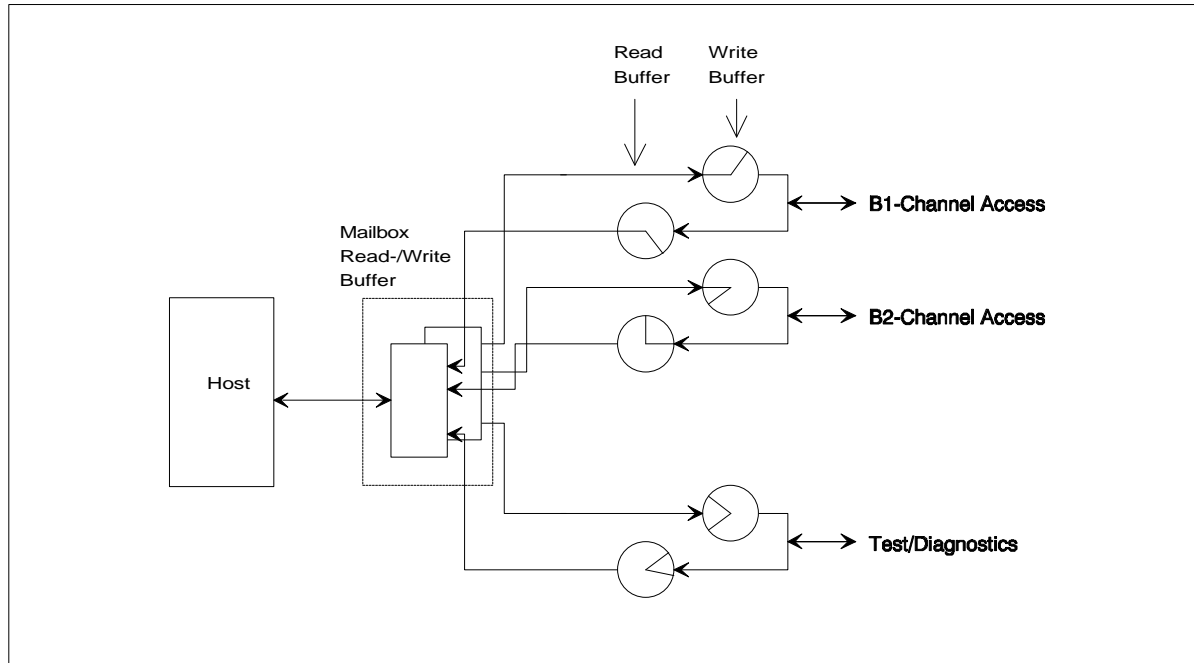 Read
Buffer
Write
Buffer
B1-Channel Access
Mailbox
Read-/Write
Buffer
B2-Channel Access
Host
Test/Diagnostics